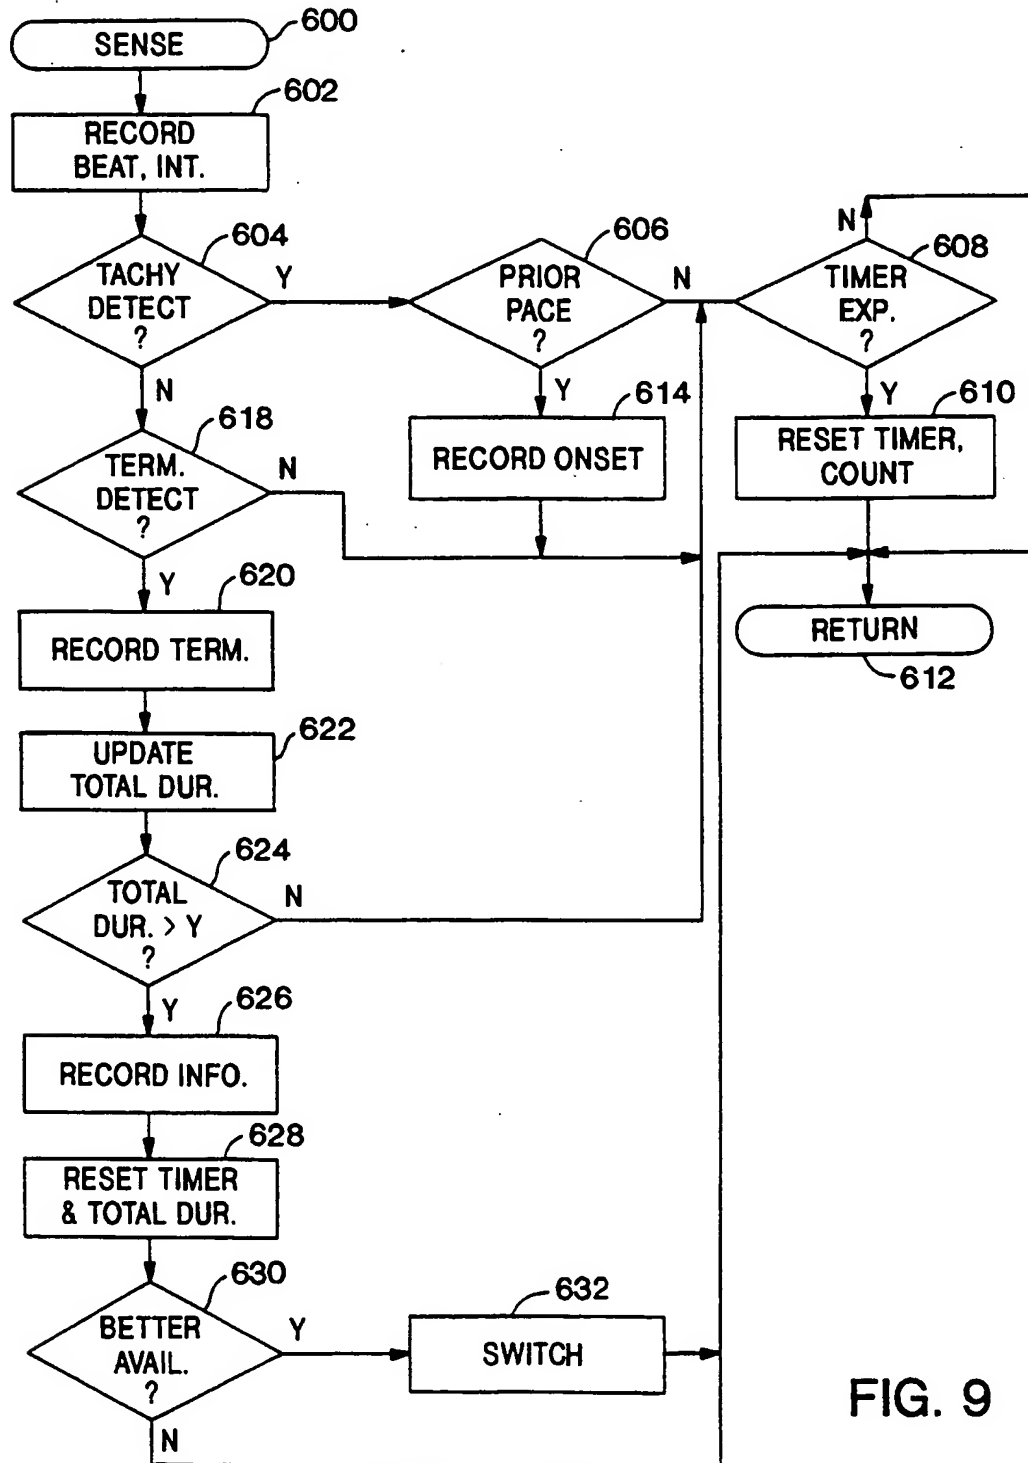 SENSE
600
602
RECORD
BEAT, INT.
604
TACHY
DETECT
?
Y
N
606
PRIOR
PACE
?
N
Y
N
608
TIMER
EXP.
?
Y
614
RECORD ONSET
610
RESET TIMER,
COUNT
618
TERM.
DETECT
?
N
Y
RETURN
612
620
RECORD TERM.
622
UPDATE
TOTAL DUR.
624
TOTAL
DUR. > Y
?
N
Y
626
RECORD INFO.
628
RESET TIMER
& TOTAL DUR.
630
BETTER
AVAIL.
?
Y
N
632
SWITCH
FIG. 9